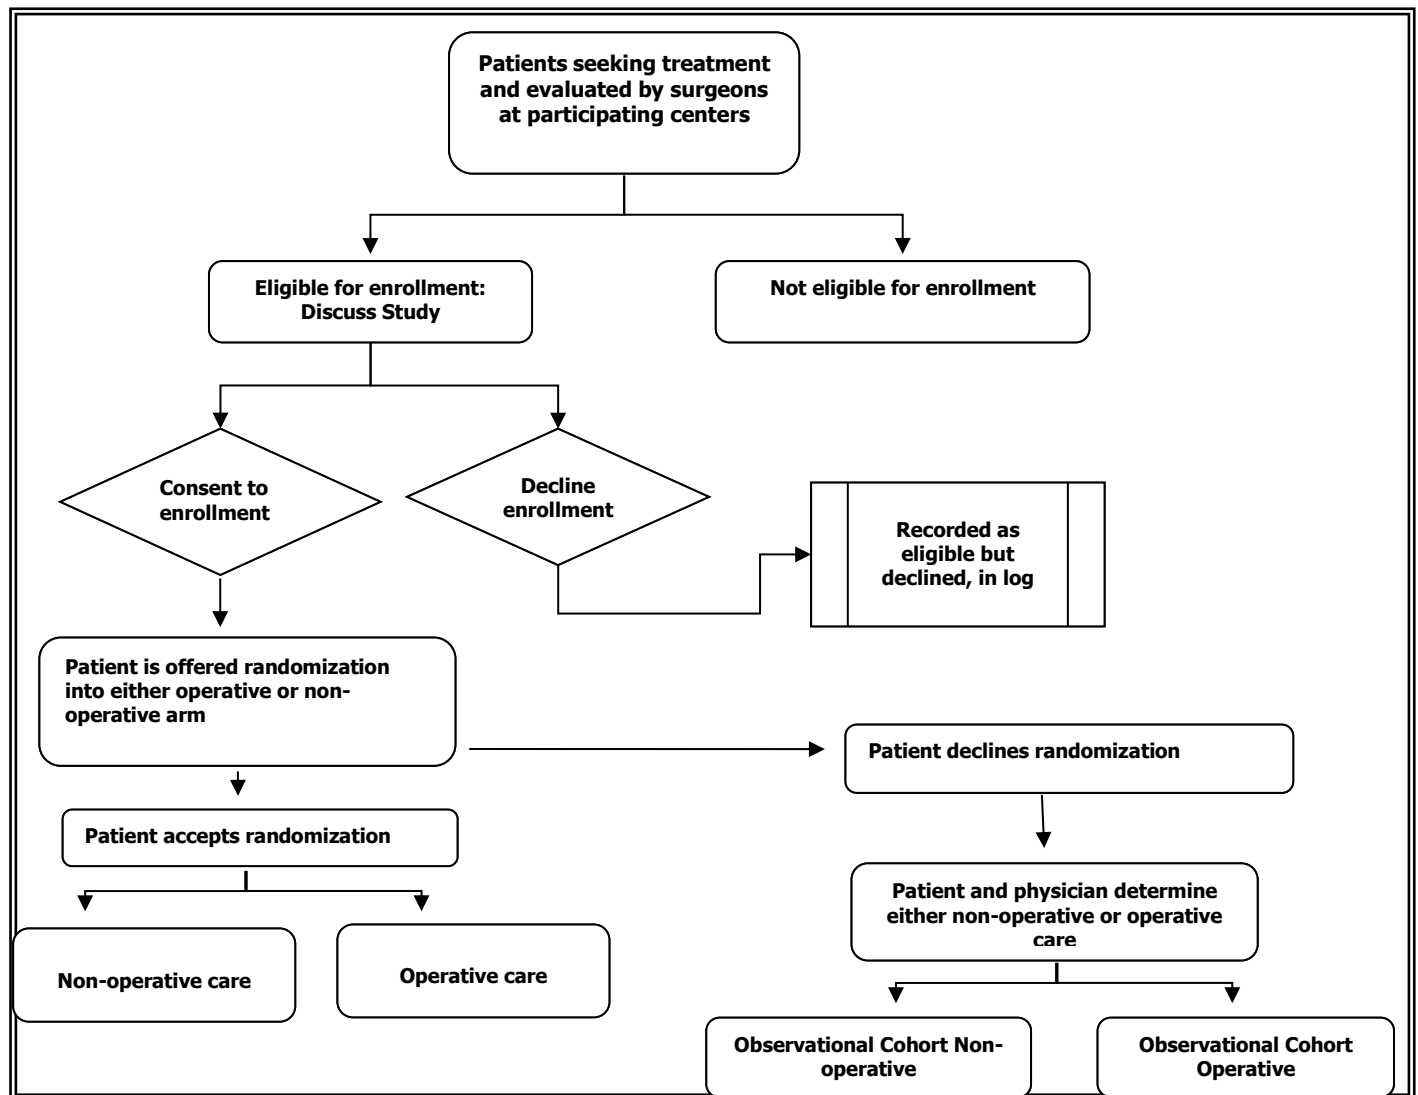 Patients seeking treatment
and evaluated by surgeons
at participating centers
Eligible for enrollment:
Discuss Study
Not eligible for enrollment
Consent to
enrollment
Decline
enrollment
Recorded as
eligible but
declined, in log
Patient is offered randomization
into either operative or non-
operative arm
Patient declines randomization
Patient accepts randomization
Patient and physician determine
either non-operative or operative
care
Non-operative care
Operative care
Observational Cohort Non-
operative
Observational Cohort
Operative